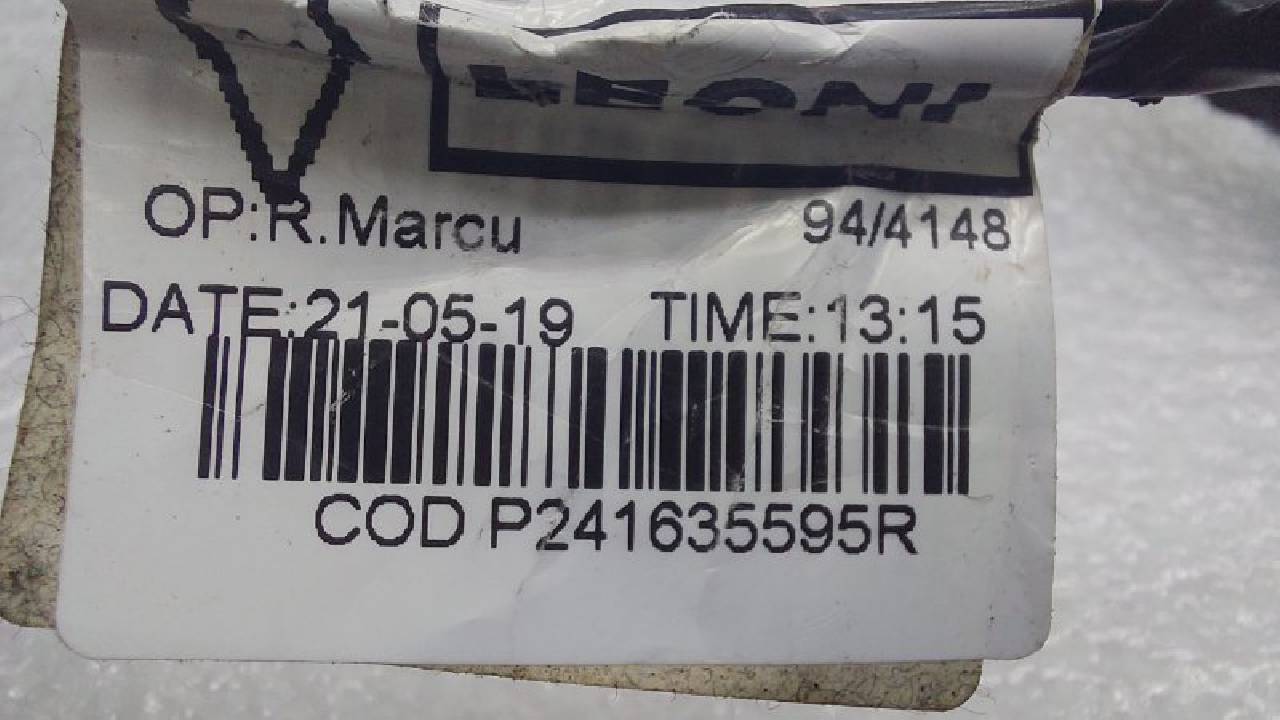 LEONI
OP:R.Marcu 94/4148
DATE:21-05-19 TIME:13:15
COD P241635595R